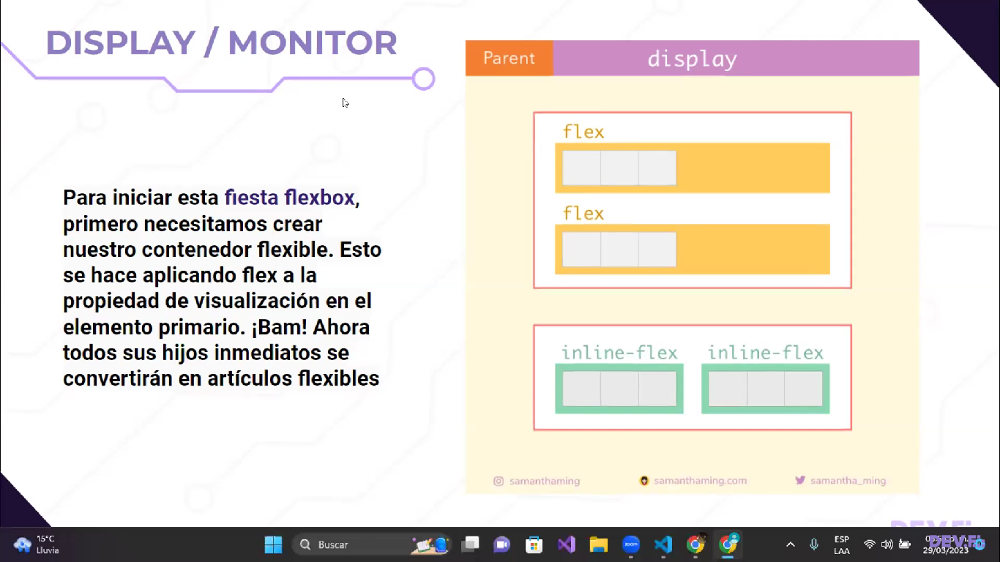 DISPLAY / MONITOR
Para iniciar esta fiesta flexbox,
primero necesitamos crear
nuestro contenedor flexible. Esto
se hace aplicando flex a la
propiedad de visualización en el
elemento primario. ¡Bam! Ahora
todos sus hijos inmediatos se
convertirán en artículos flexibles
Parent
display
flex
flex
inline-flex inline-flex
samanthaming
samanthaming.com
samantha_ming
15°C
Lluvia
Buscar
zoom
ESP
LAA
29/03/2023
DEV.F: